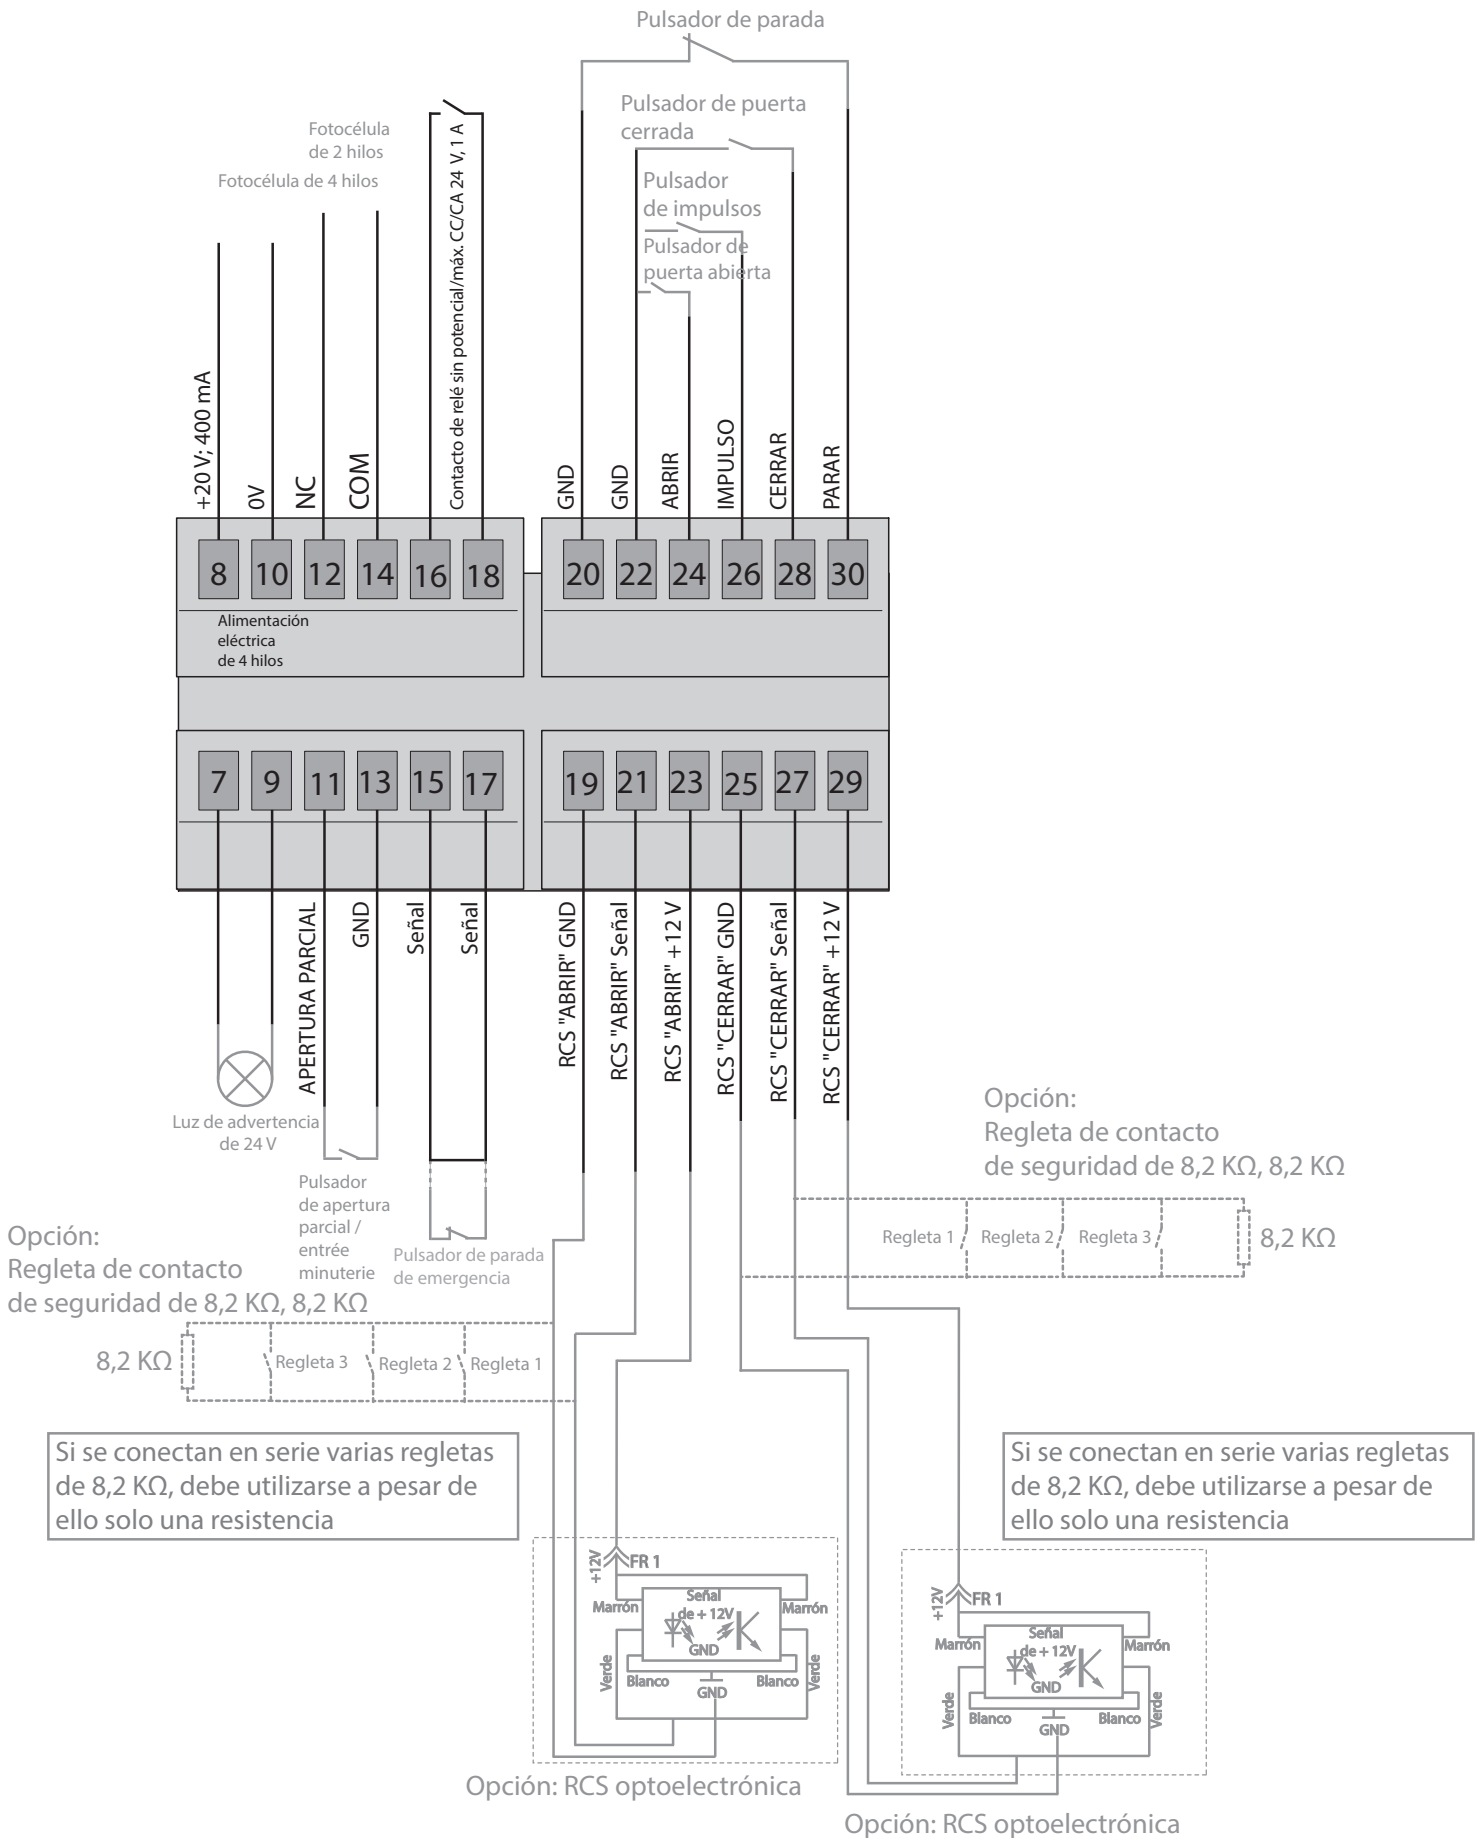 Pulsador de parada
Pulsador de puerta
cerrada
Fotocélula
de 2 hilos
Fotocélula de 4 hilos
Pulsador
de impulsos
Pulsador de
puerta abierta
+20 V; 400 mA
0V
NC
COM
Contacto de relé sin potencial/máx. CC/CA 24 V, 1 A
GND
GND
ABRIR
IMPULSO
CERRAR
PARAR
8
10
12
14
16
18
20
22
24
26
28
30
Alimentación
eléctrica
de 4 hilos
7
9
11
13
15
17
19
21
23
25
27
29
APERTURA PARCIAL
GND
Señal
Señal
RCS "ABRIR" GND
RCS "ABRIR" Señal
RCS "ABRIR" +12 V
RCS "CERRAR" GND
RCS "CERRAR" Señal
RCS "CERRAR" +12 V
Luz de advertencia
de 24 V
Pulsador
de apertura
parcial /
entrée
minuterie
Pulsador de parada
de emergencia
Opción:
Regleta de contacto
de seguridad de 8,2 KΩ, 8,2 KΩ
Regleta 1
Regleta 2
Regleta 3
8,2 KΩ
Opción:
Regleta de contacto
de seguridad de 8,2 KΩ, 8,2 KΩ
8,2 KΩ
Regleta 3
Regleta 2
Regleta 1
Si se conectan en serie varias regletas
de 8,2 KΩ, debe utilizarse a pesar de
ello solo una resistencia
Si se conectan en serie varias regletas
de 8,2 KΩ, debe utilizarse a pesar de
ello solo una resistencia
+12V
FR 1
Marrón
Señal
de + 12V
Marrón
GND
Verde
Blanco
GND
Blanco
Verde
Opción: RCS optoelectrónica
+12V
FR 1
Marrón
Señal
de + 12V
Marrón
GND
Verde
Blanco
GND
Blanco
Verde
Opción: RCS optoelectrónica